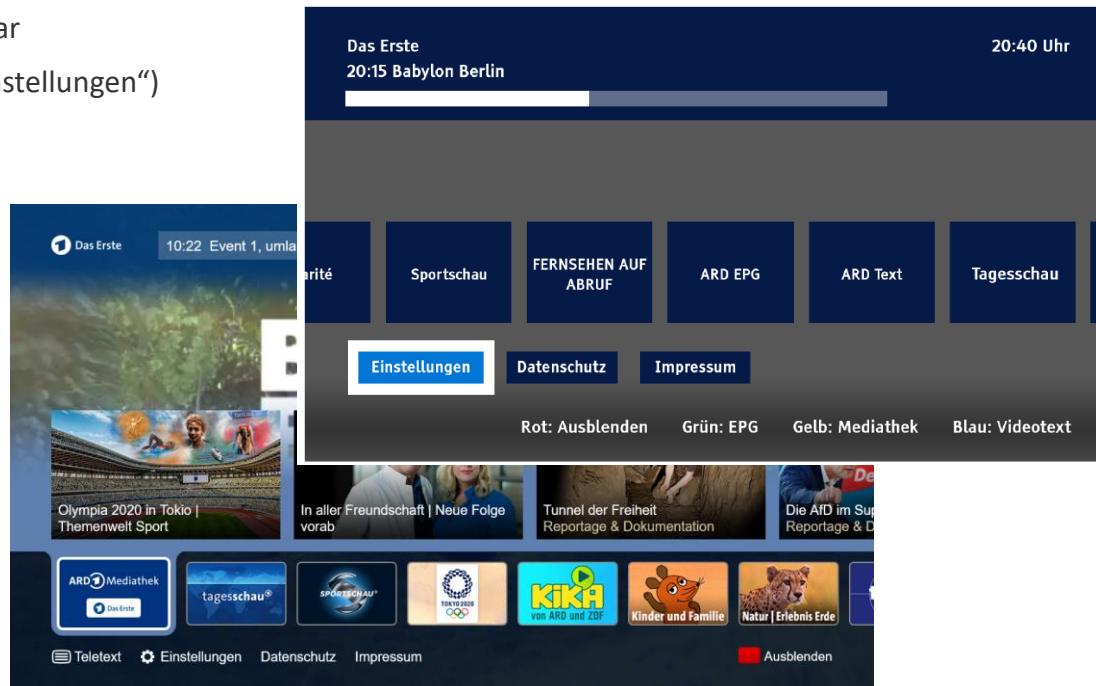 ar
nstellungen“)
Das Erste
20:40 Uhr
20:15 Babylon Berlin
arité
Sportschau
FERNSEHEN AUF
ABRUF
ARD EPG
ARD Text
Tagesschau
Einstellungen
Datenschutz
Impressum
Rot: Ausblenden
Grün: EPG
Gelb: Mediathek
Blau: Videotext
Das Erste
10:22 Event 1, umla
Olympia 2020 in Tokio |
Themenwelt Sport
In aller Freundschaft | Neue Folge
vorab
Tunnel der Freiheit
Reportage & Dokumentation
De
Die AfD im Sup
Reportage & D
ARD Mediathek
Das Erste
tagesschau®
SPORTSCHAU®
TOKYO 2020
KiKA
von ARD und ZDF
Kinder und Familie
Natur | Erlebnis Erde
Teletext
Einstellungen
Datenschutz
Impressum
Ausblenden